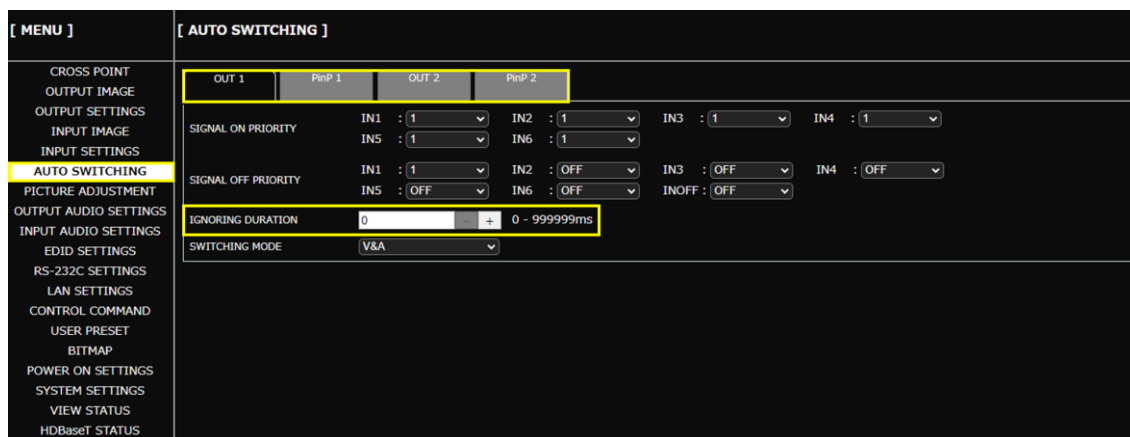 [ MENU ]
[ AUTO SWITCHING ]
CROSS POINT
OUTPUT IMAGE
OUTPUT SETTINGS
INPUT IMAGE
INPUT SETTINGS
AUTO SWITCHING
PICTURE ADJUSTMENT
OUTPUT AUDIO SETTINGS
INPUT AUDIO SETTINGS
EDID SETTINGS
RS-232C SETTINGS
LAN SETTINGS
CONTROL COMMAND
USER PRESET
BITMAP
POWER ON SETTINGS
SYSTEM SETTINGS
VIEW STATUS
HDBaseT STATUS
OUT 1 PinP 1 OUT 2 PinP 2
SIGNAL ON PRIORITY
IN1 : 1 IN2 : 1 IN3 : 1 IN4 : 1
IN5 : 1 IN6 : 1
SIGNAL OFF PRIORITY
IN1 : 1 IN2 : OFF IN3 : OFF IN4 : OFF
IN5 : OFF IN6 : OFF INOFF : OFF
IGNORING DURATION 0 - + 0 - 999999ms
SWITCHING MODE V&A